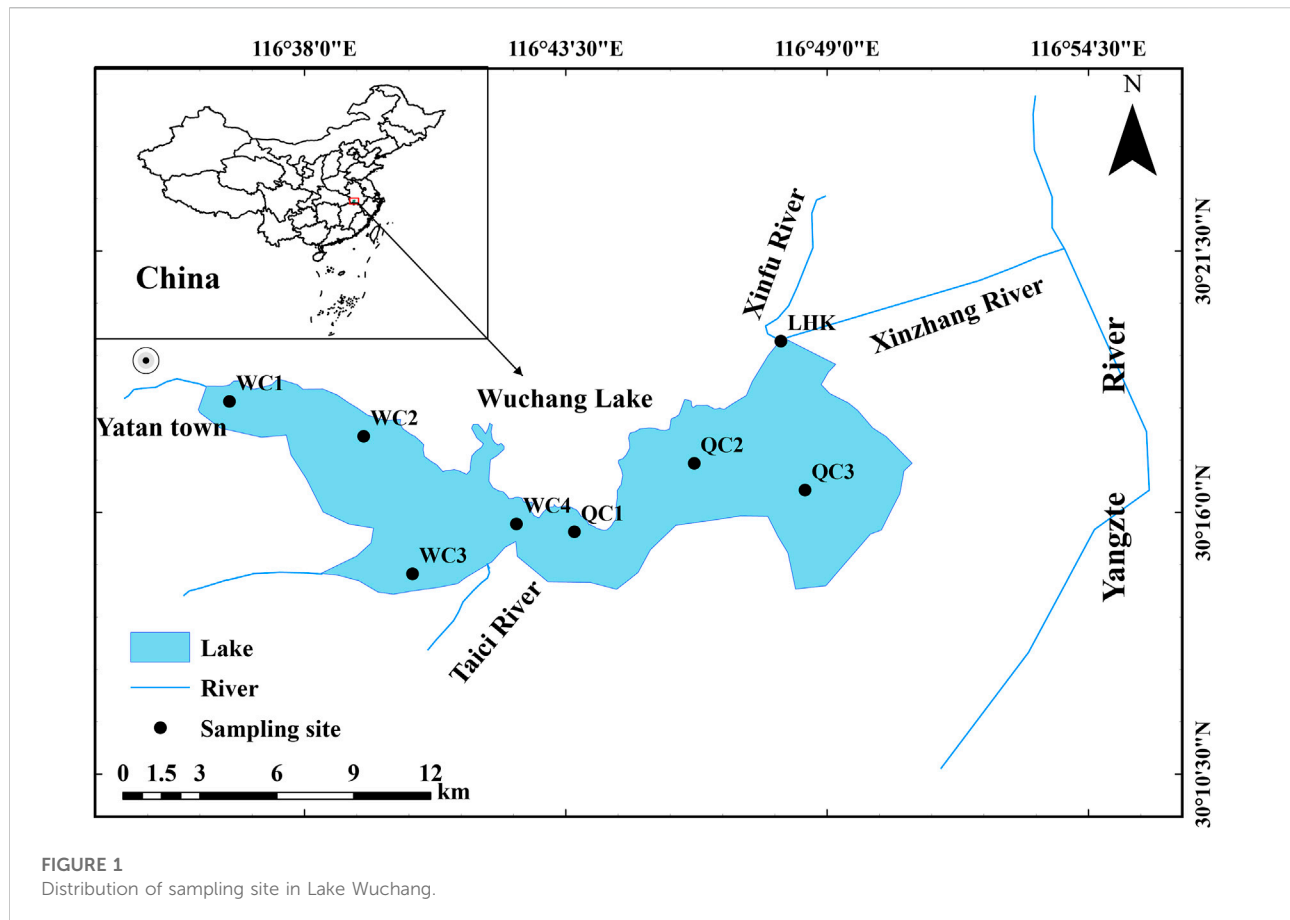 116°38'0"E
116°43'30"E
116°49'0"E
116°54'30"E
N
China
Xinfu River
30°21'30"N
LHK
Xinzhang River
River
WC1
Wuchang Lake
Yatan town
WC2
QC2
QC3
WC4
QC1
30°16'0"N
Yangzte
WC3
Taici River
Lake
River
Sampling site
0 1.5 3 6 9 12
km
30°10'30"N
FIGURE 1
Distribution of sampling site in Lake Wuchang.